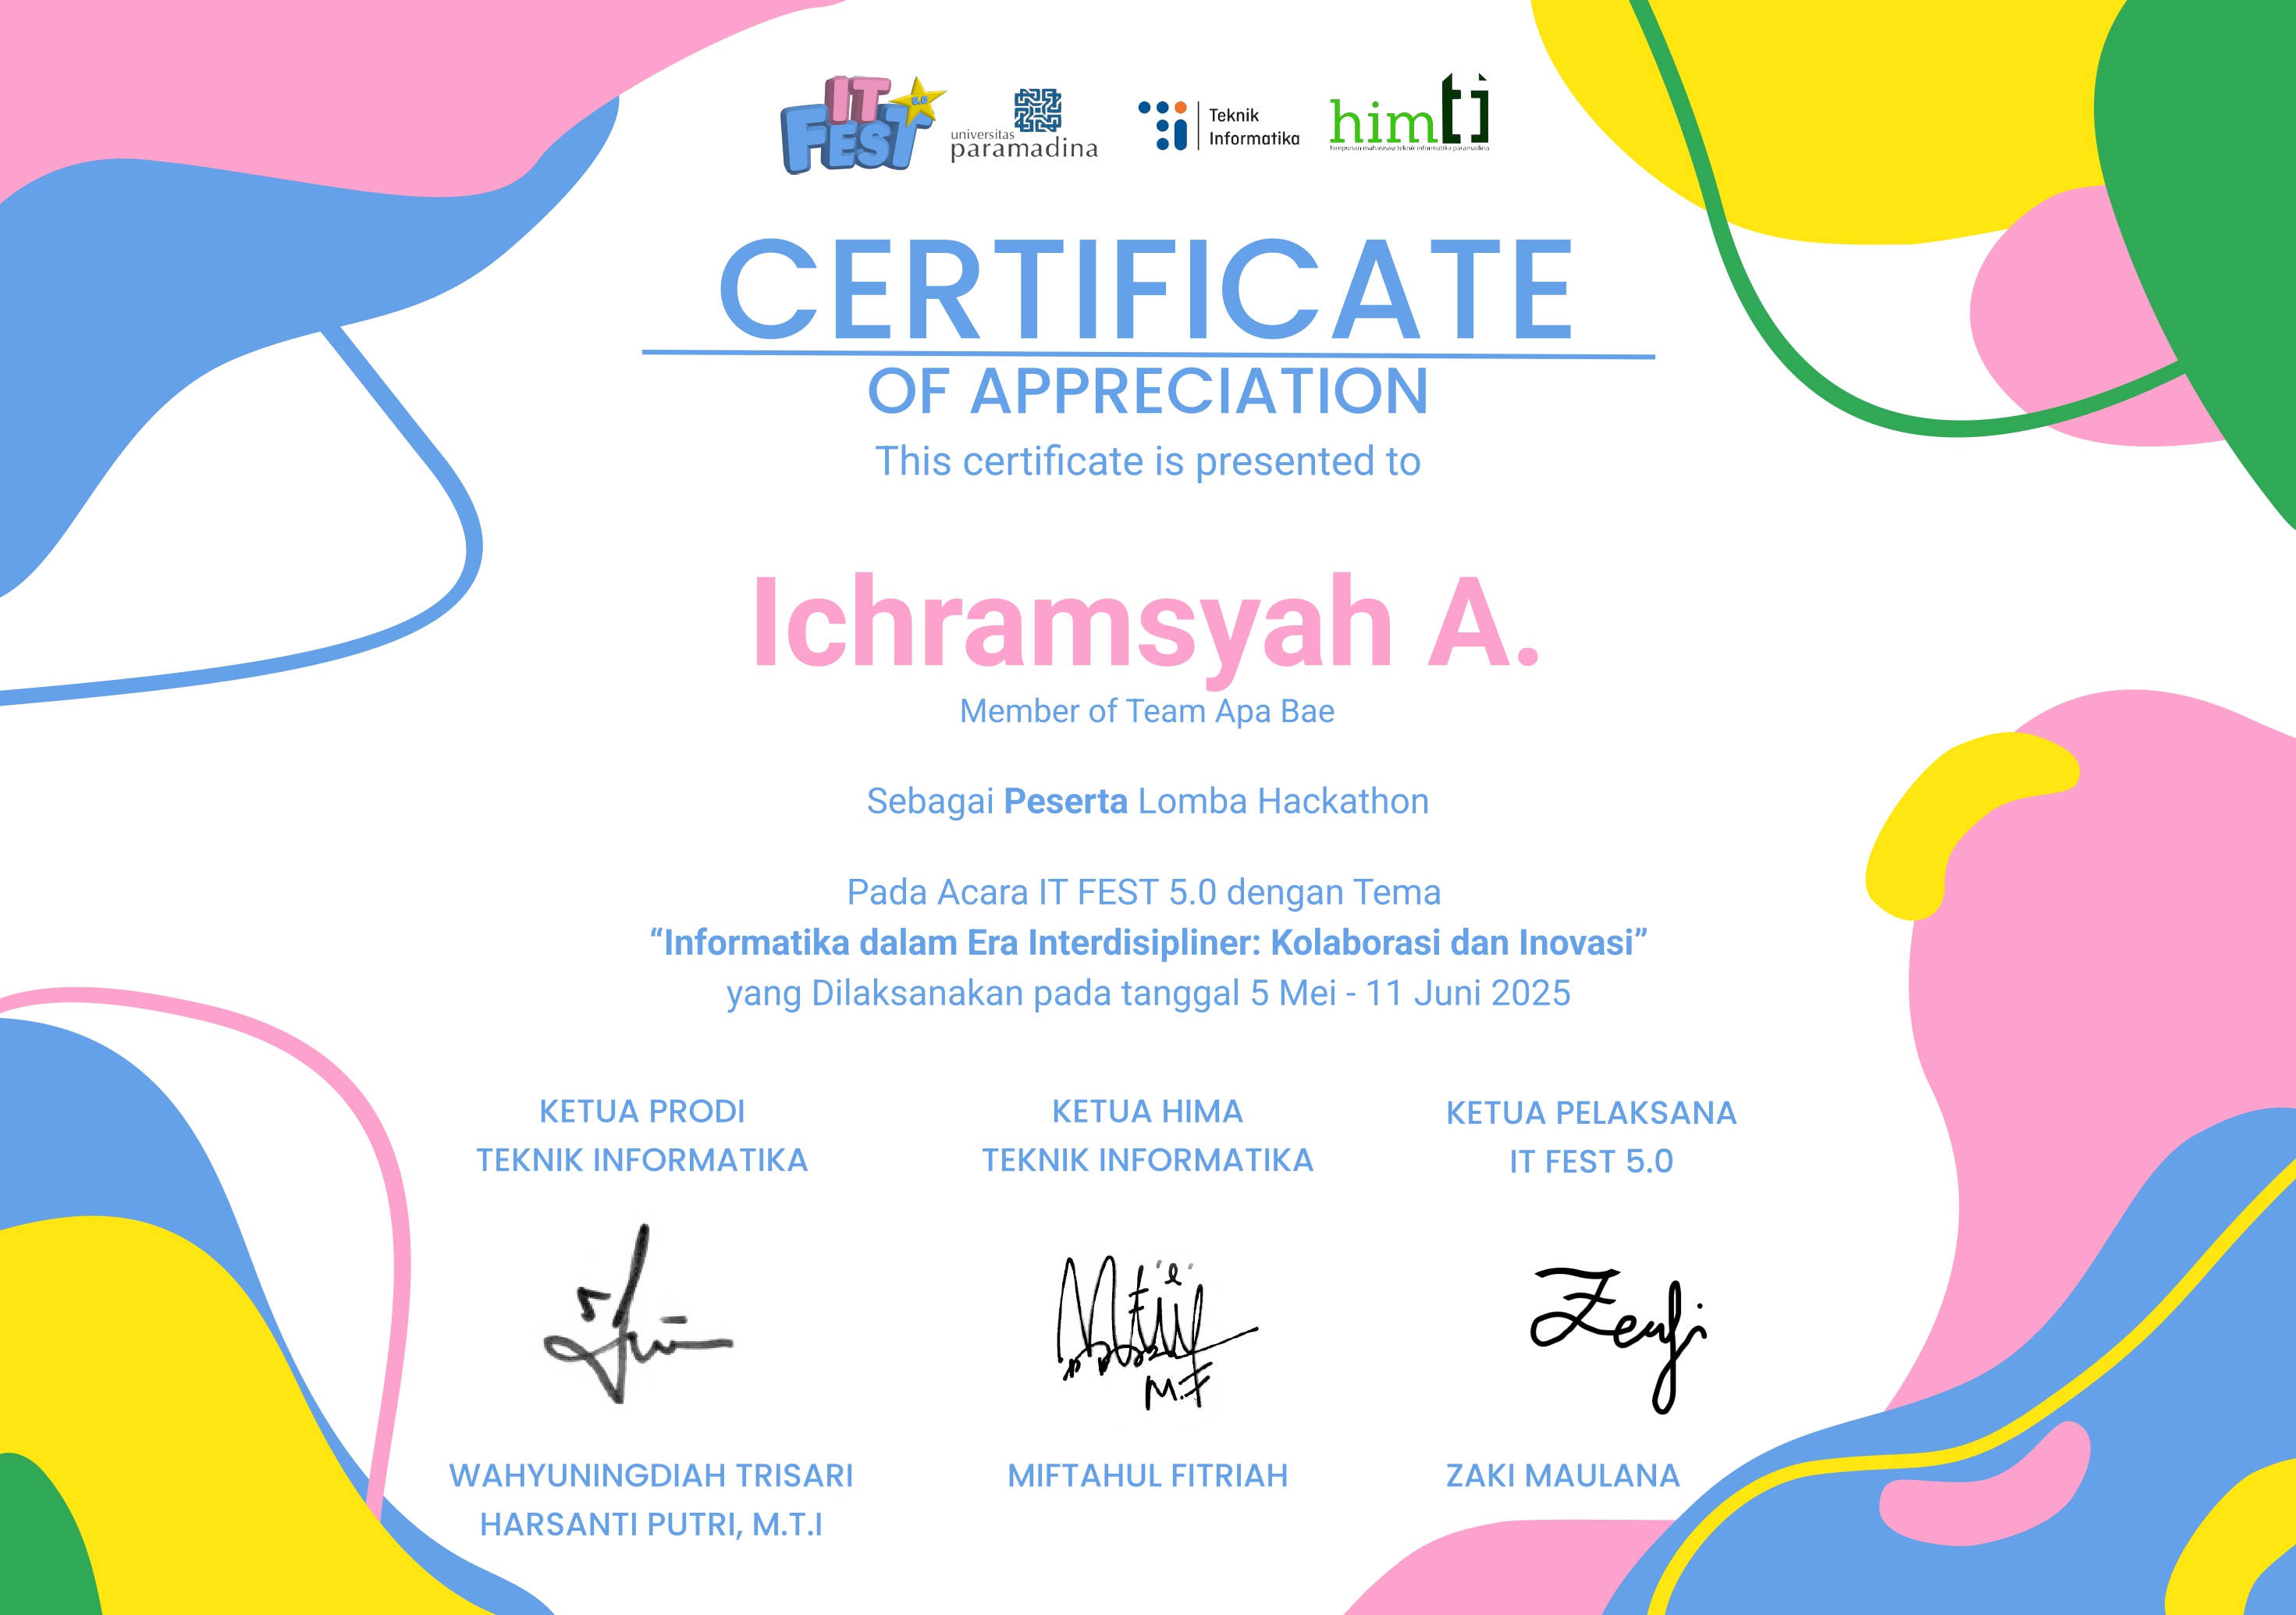 IT
FEST
5.0
universitas
paramadina
Teknik
Informatika
himti
himpunan mahasiswa teknik informatika paramadina
CERTIFICATE
OF APPRECIATION
This certificate is presented to
Ichramsyah A.
Member of Team Apa Bae
Sebagai Peserta Lomba Hackathon
Pada Acara IT FEST 5.0 dengan Tema
“Informatika dalam Era Interdisipliner: Kolaborasi dan Inovasi”
yang Dilaksanakan pada tanggal 5 Mei - 11 Juni 2025
KETUA PRODI
TEKNIK INFORMATIKA
KETUA HIMA
TEKNIK INFORMATIKA
KETUA PELAKSANA
IT FEST 5.0
M.F
WAHYUNINGDIAH TRISARI
HARSANTI PUTRI, M.T.I
MIFTAHUL FITRIAH
ZAKI MAULANA